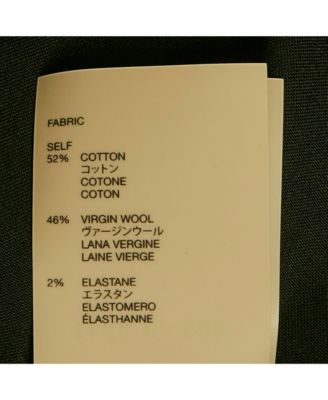 FABRIC
SELF
52% COTTON
コットン
COTONE
COTON
46% VIRGIN WOOL
ヴァージンウール
LANA VERGINE
LAINE VIERGE
2% ELASTANE
エラスタン
ELASTOMERO
ÉLASTHANNE